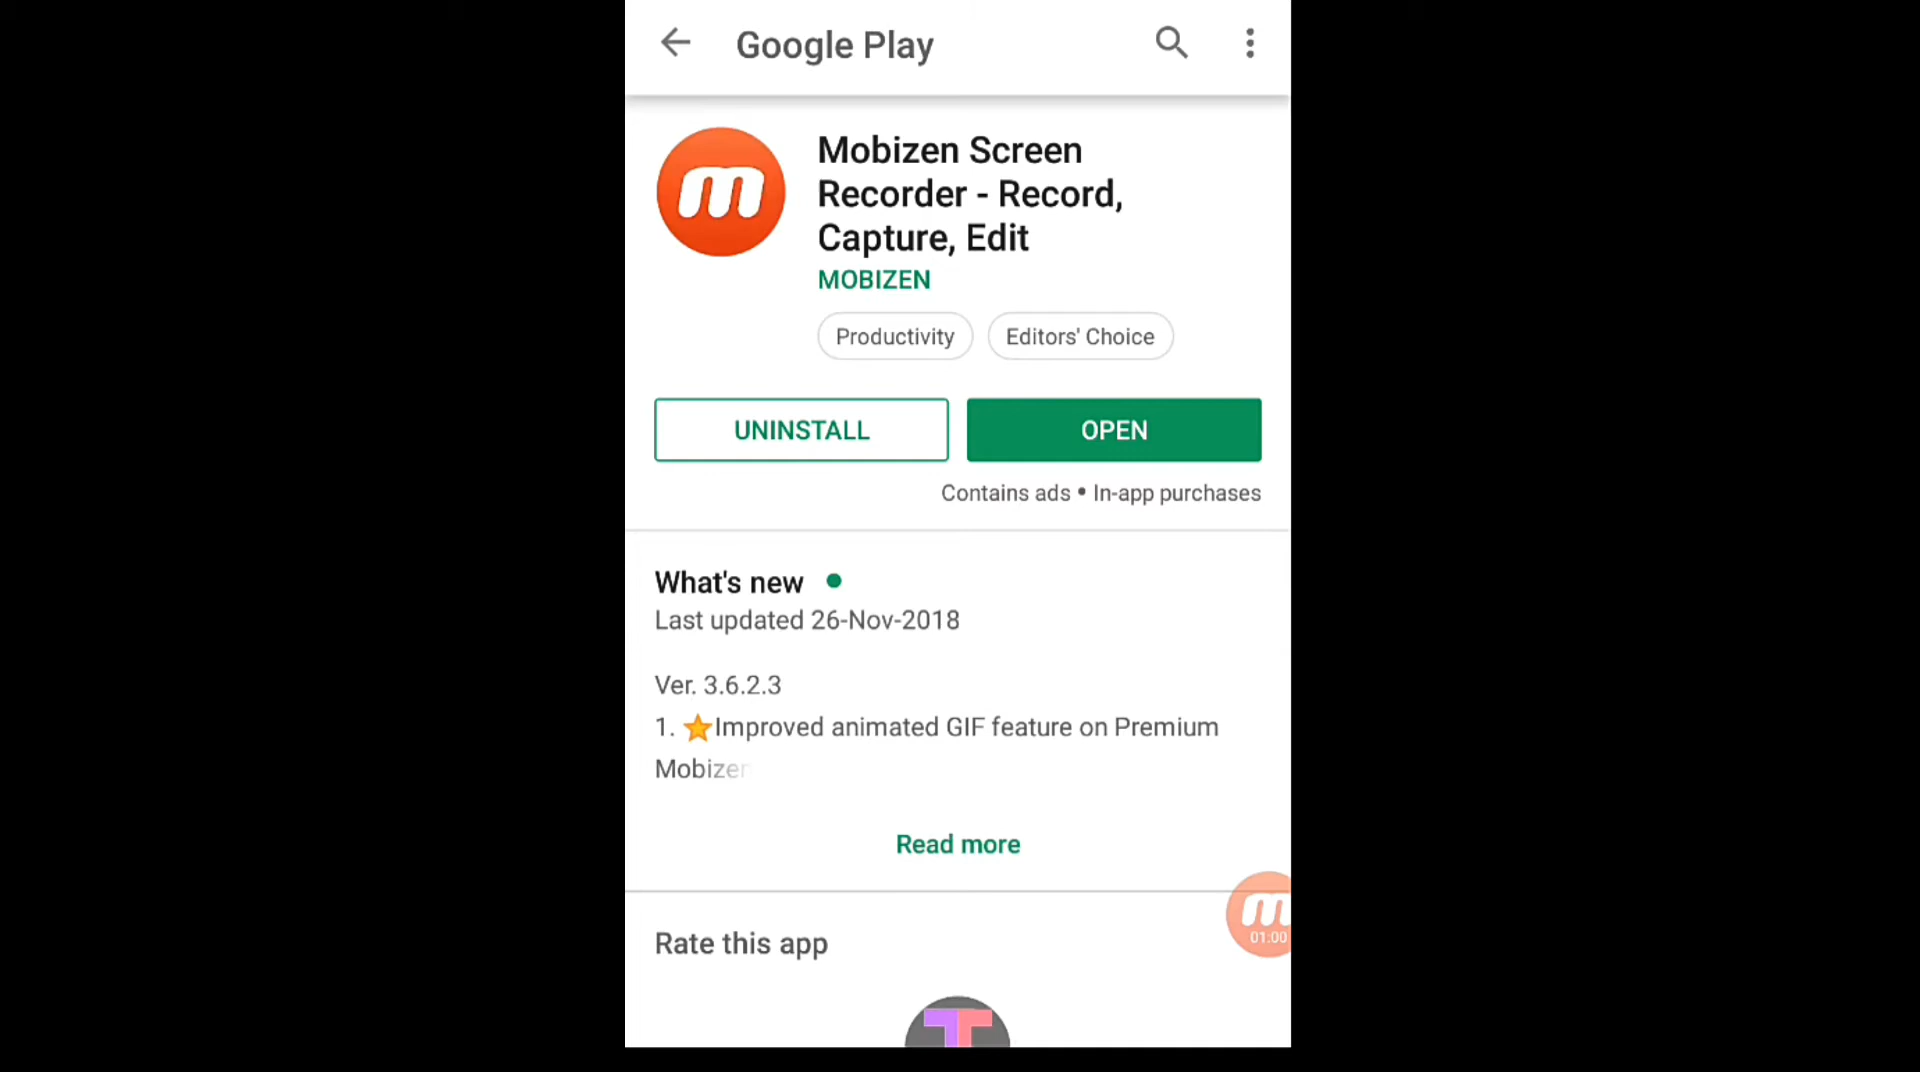 Google Play
m
Mobizen Screen
Recorder - Record,
Capture, Edit
MOBIZEN
Productivity
Editors' Choice
UNINSTALL
OPEN
Contains ads • In-app purchases
What's new
Last updated 26-Nov-2018
Ver. 3.6.2.3
1. ⭐Improved animated GIF feature on Premium
Mobizen
Read more
m
01:00
Rate this app
T